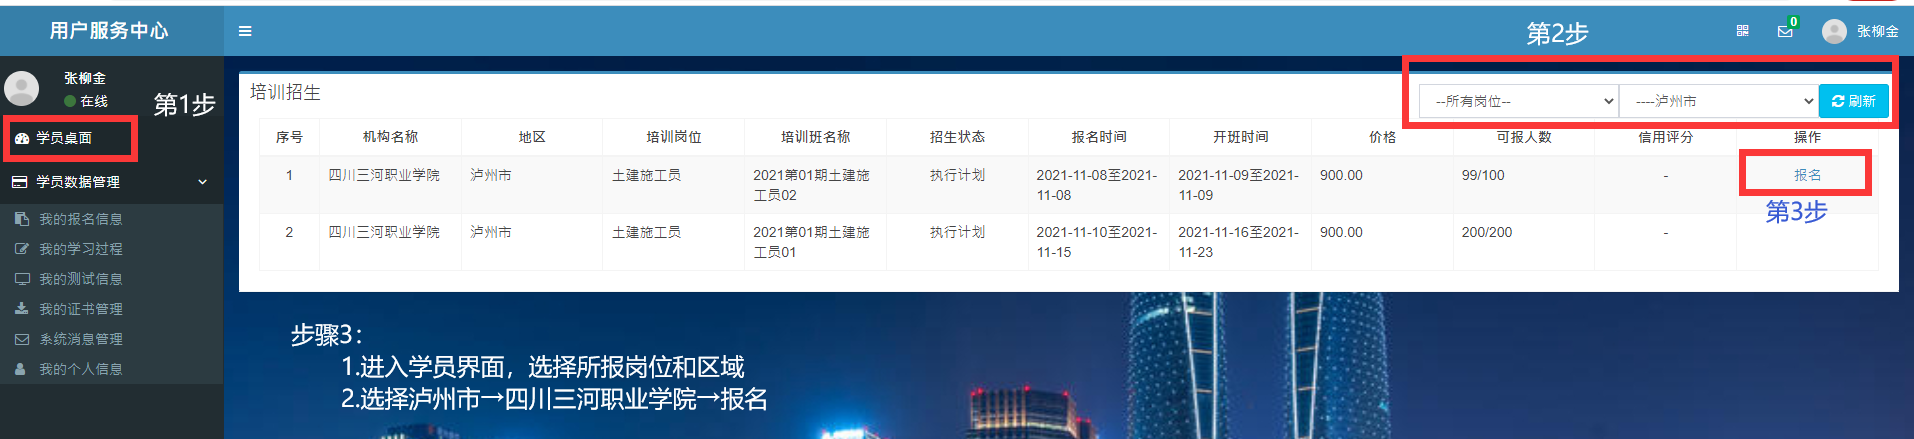 用户服务中心
第2步
0
张柳金
张柳金
在线
第1步
学员桌面
学员数据管理
我的报名信息
我的学习过程
我的测试信息
我的证书管理
系统消息管理
我的个人信息
培训招生
--所有岗位--
----泸州市
刷新
序号 机构名称 地区 培训岗位 培训班名称 招生状态 报名时间 开班时间 价格 可报人数 信用评分 操作
1 四川三河职业学院 泸州市 土建施工员 2021第01期土建施 执行计划 2021-11-08至2021- 2021-11-09至2021- 900.00 99/100 - 报名
工员02 11-08 11-09
第3步
2 四川三河职业学院 泸州市 土建施工员 2021第01期土建施 执行计划 2021-11-10至2021- 2021-11-16至2021- 900.00 200/200 -
工员01 11-15 11-23
步骤3：
1.进入学员界面，选择所报岗位和区域
2.选择泸州市→四川三河职业学院→报名